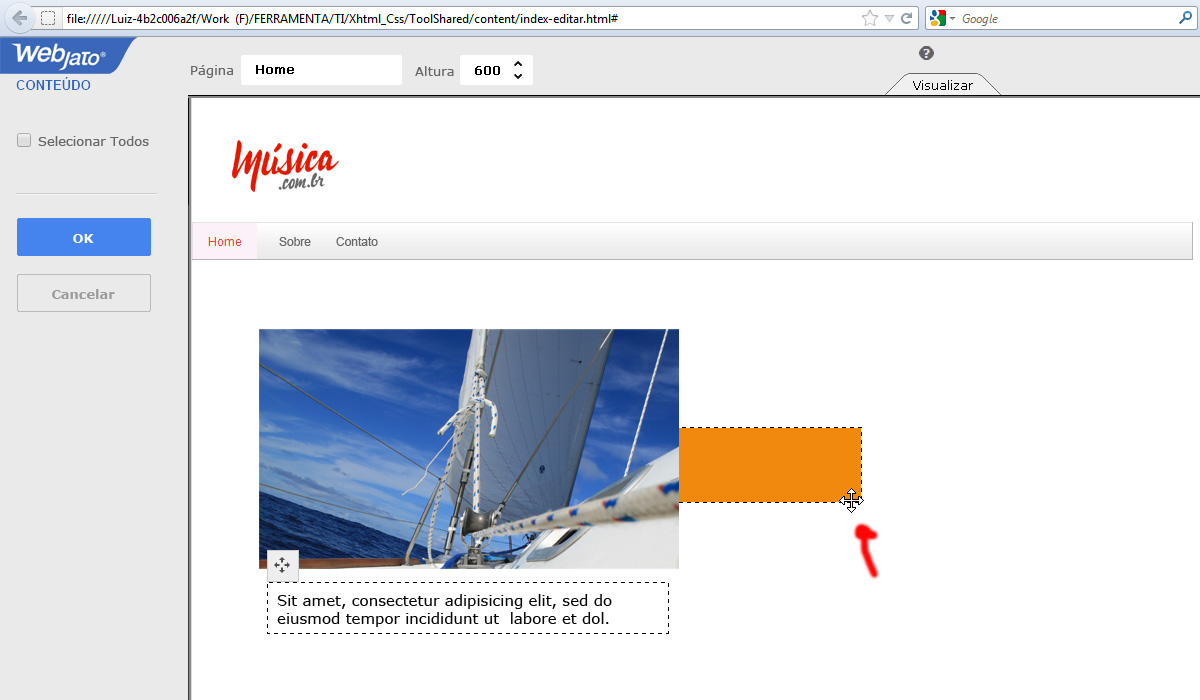 file://///Luiz-4b2c006a2f/Work (F)/FERRAMENTA/TI/Xhtml_Css/ToolShared/content/index-editar.html#
Google
Webjato®
CONTEÚDO
Página
Home
Altura
600
?
Visualizar
Selecionar Todos
OK
Cancelar
Música
.com.br
Home
Sobre
Contato
Sit amet, consectetur adipisicing elit, sed do
eiusmod tempor incididunt ut labore et dol.